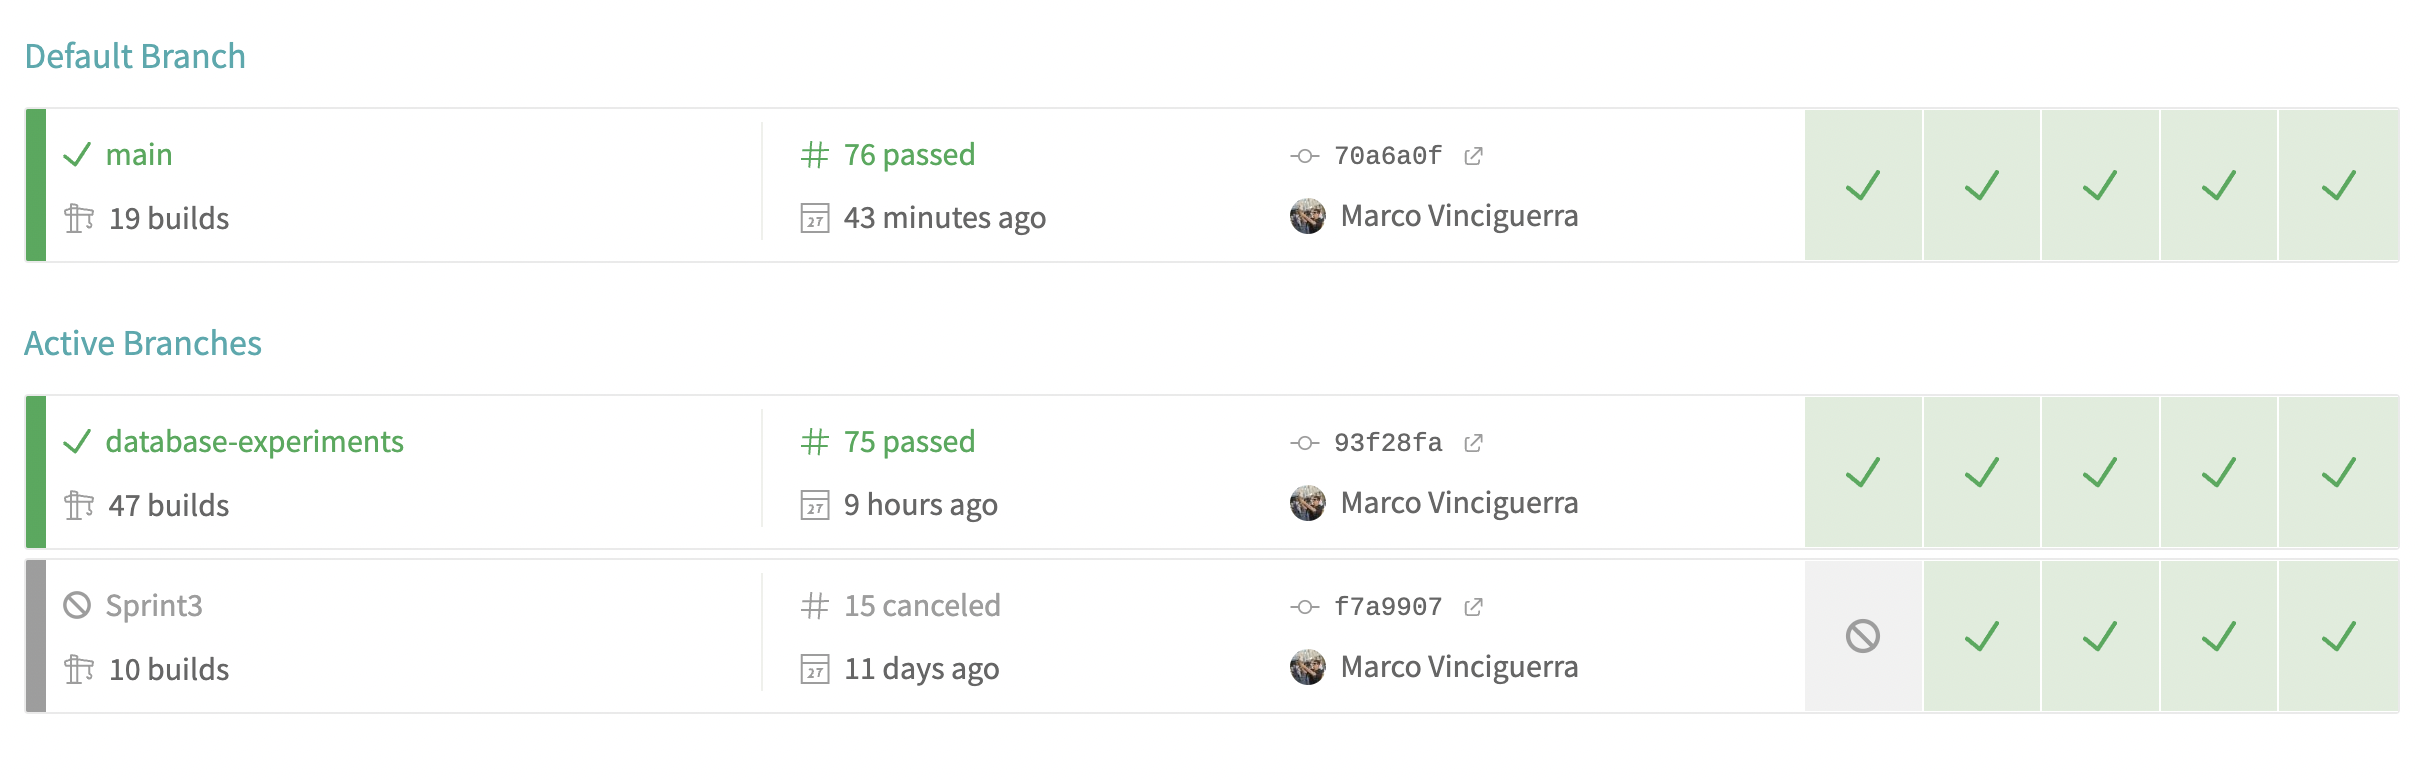 Default Branch
main
# 76 passed
70a6a0f
19 builds
27 43 minutes ago
Marco Vinciguerra
Active Branches
database-experiments
# 75 passed
93f28fa
47 builds
27 9 hours ago
Marco Vinciguerra
Sprint3
# 15 canceled
f7a9907
10 builds
27 11 days ago
Marco Vinciguerra